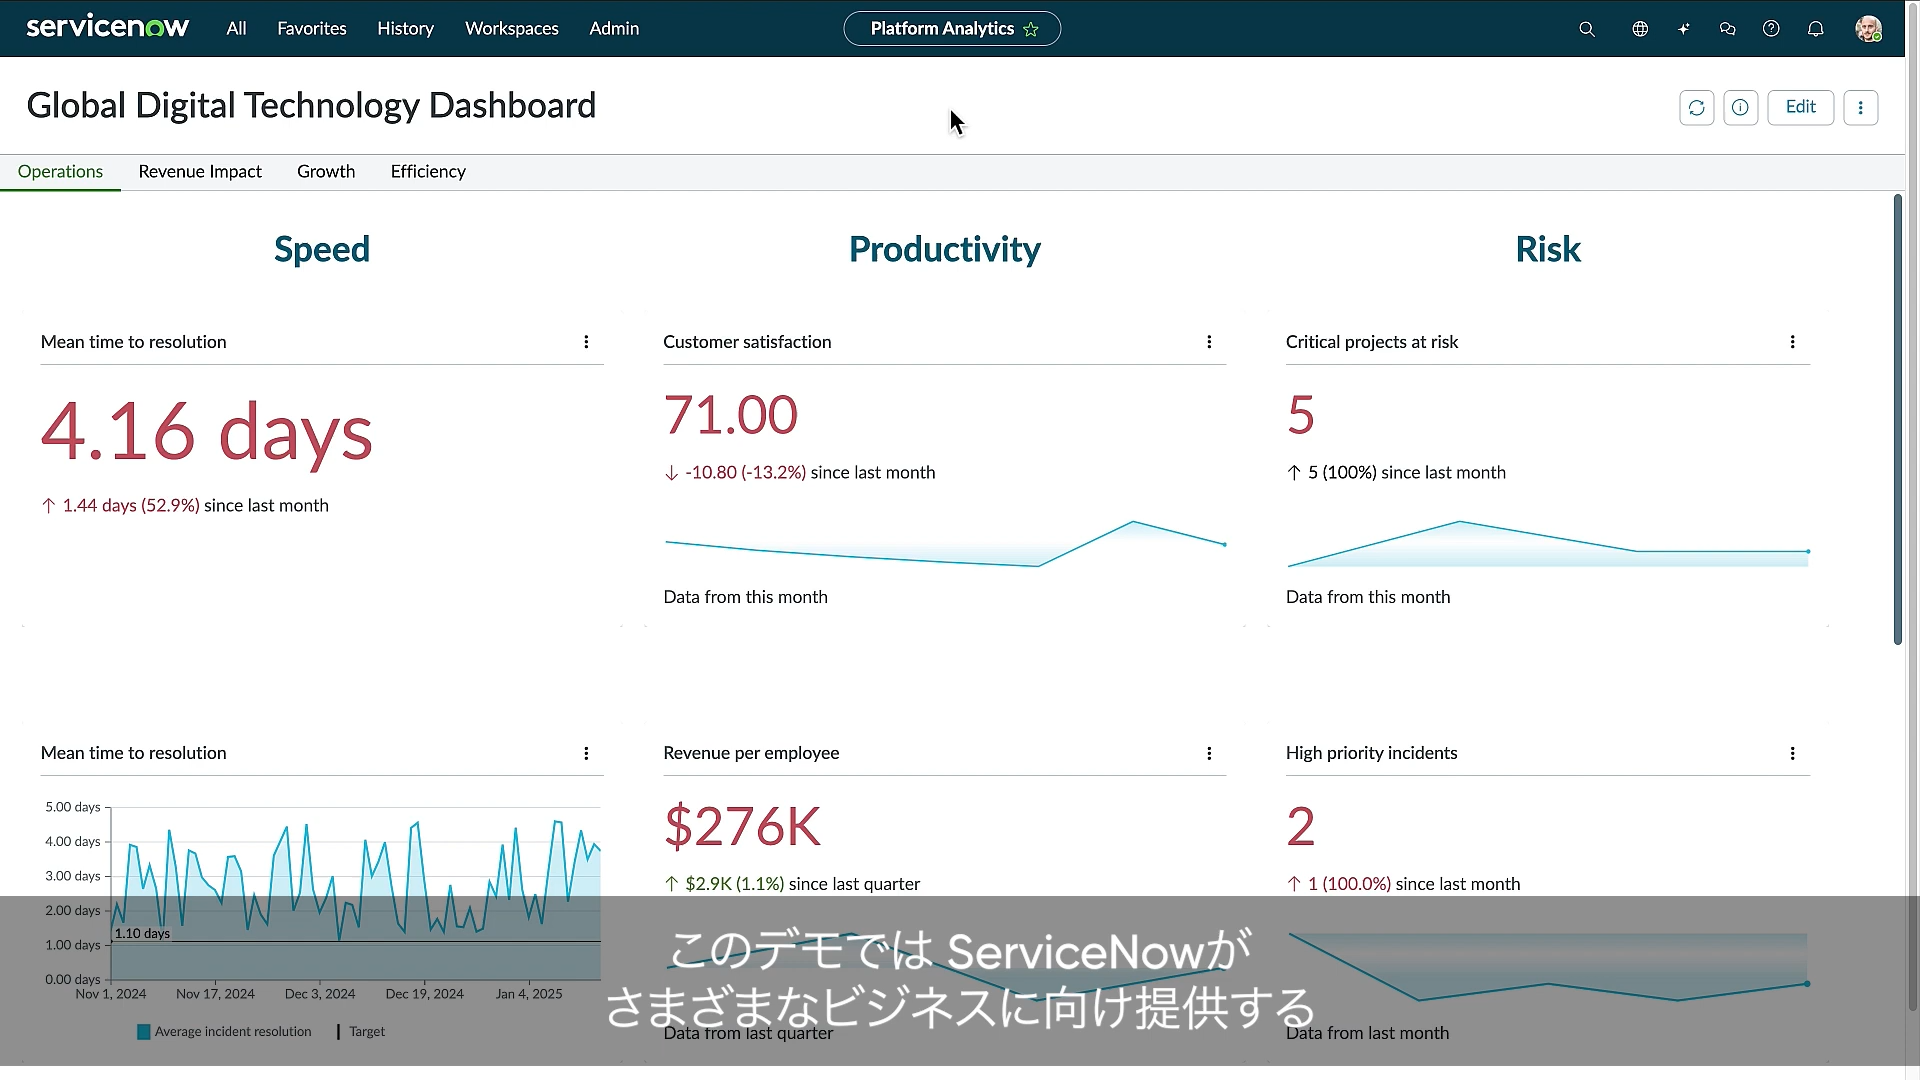 servicenow All Favorites History Workspaces Admin Platform Analytics
Global Digital Technology Dashboard Edit
Operations Revenue Impact Growth Efficiency
Speed
Mean time to resolution
4.16 days
↑ 1.44 days (52.9%) since last month
Productivity
Customer satisfaction
71.00
↓ -10.80 (-13.2%) since last month
Data from this month
Risk
Critical projects at risk
5
↑ 5 (100%) since last month
Data from this month
Mean time to resolution
5.00 days
4.00 days
3.00 days
2.00 days
1.10 days
1.00 days
0.00 days
Nov 1, 2024 Nov 17, 2024 Dec 3, 2024 Dec 19, 2024 Jan 4, 2025
Average incident resolution Target
Revenue per employee
$276K
↑ $2.9K (1.1%) since last quarter
Data from last quarter
High priority incidents
2
↑ 1 (100.0%) since last month
Data from last month
このデモでは ServiceNowが
さまざまなビジネスに向け提供する